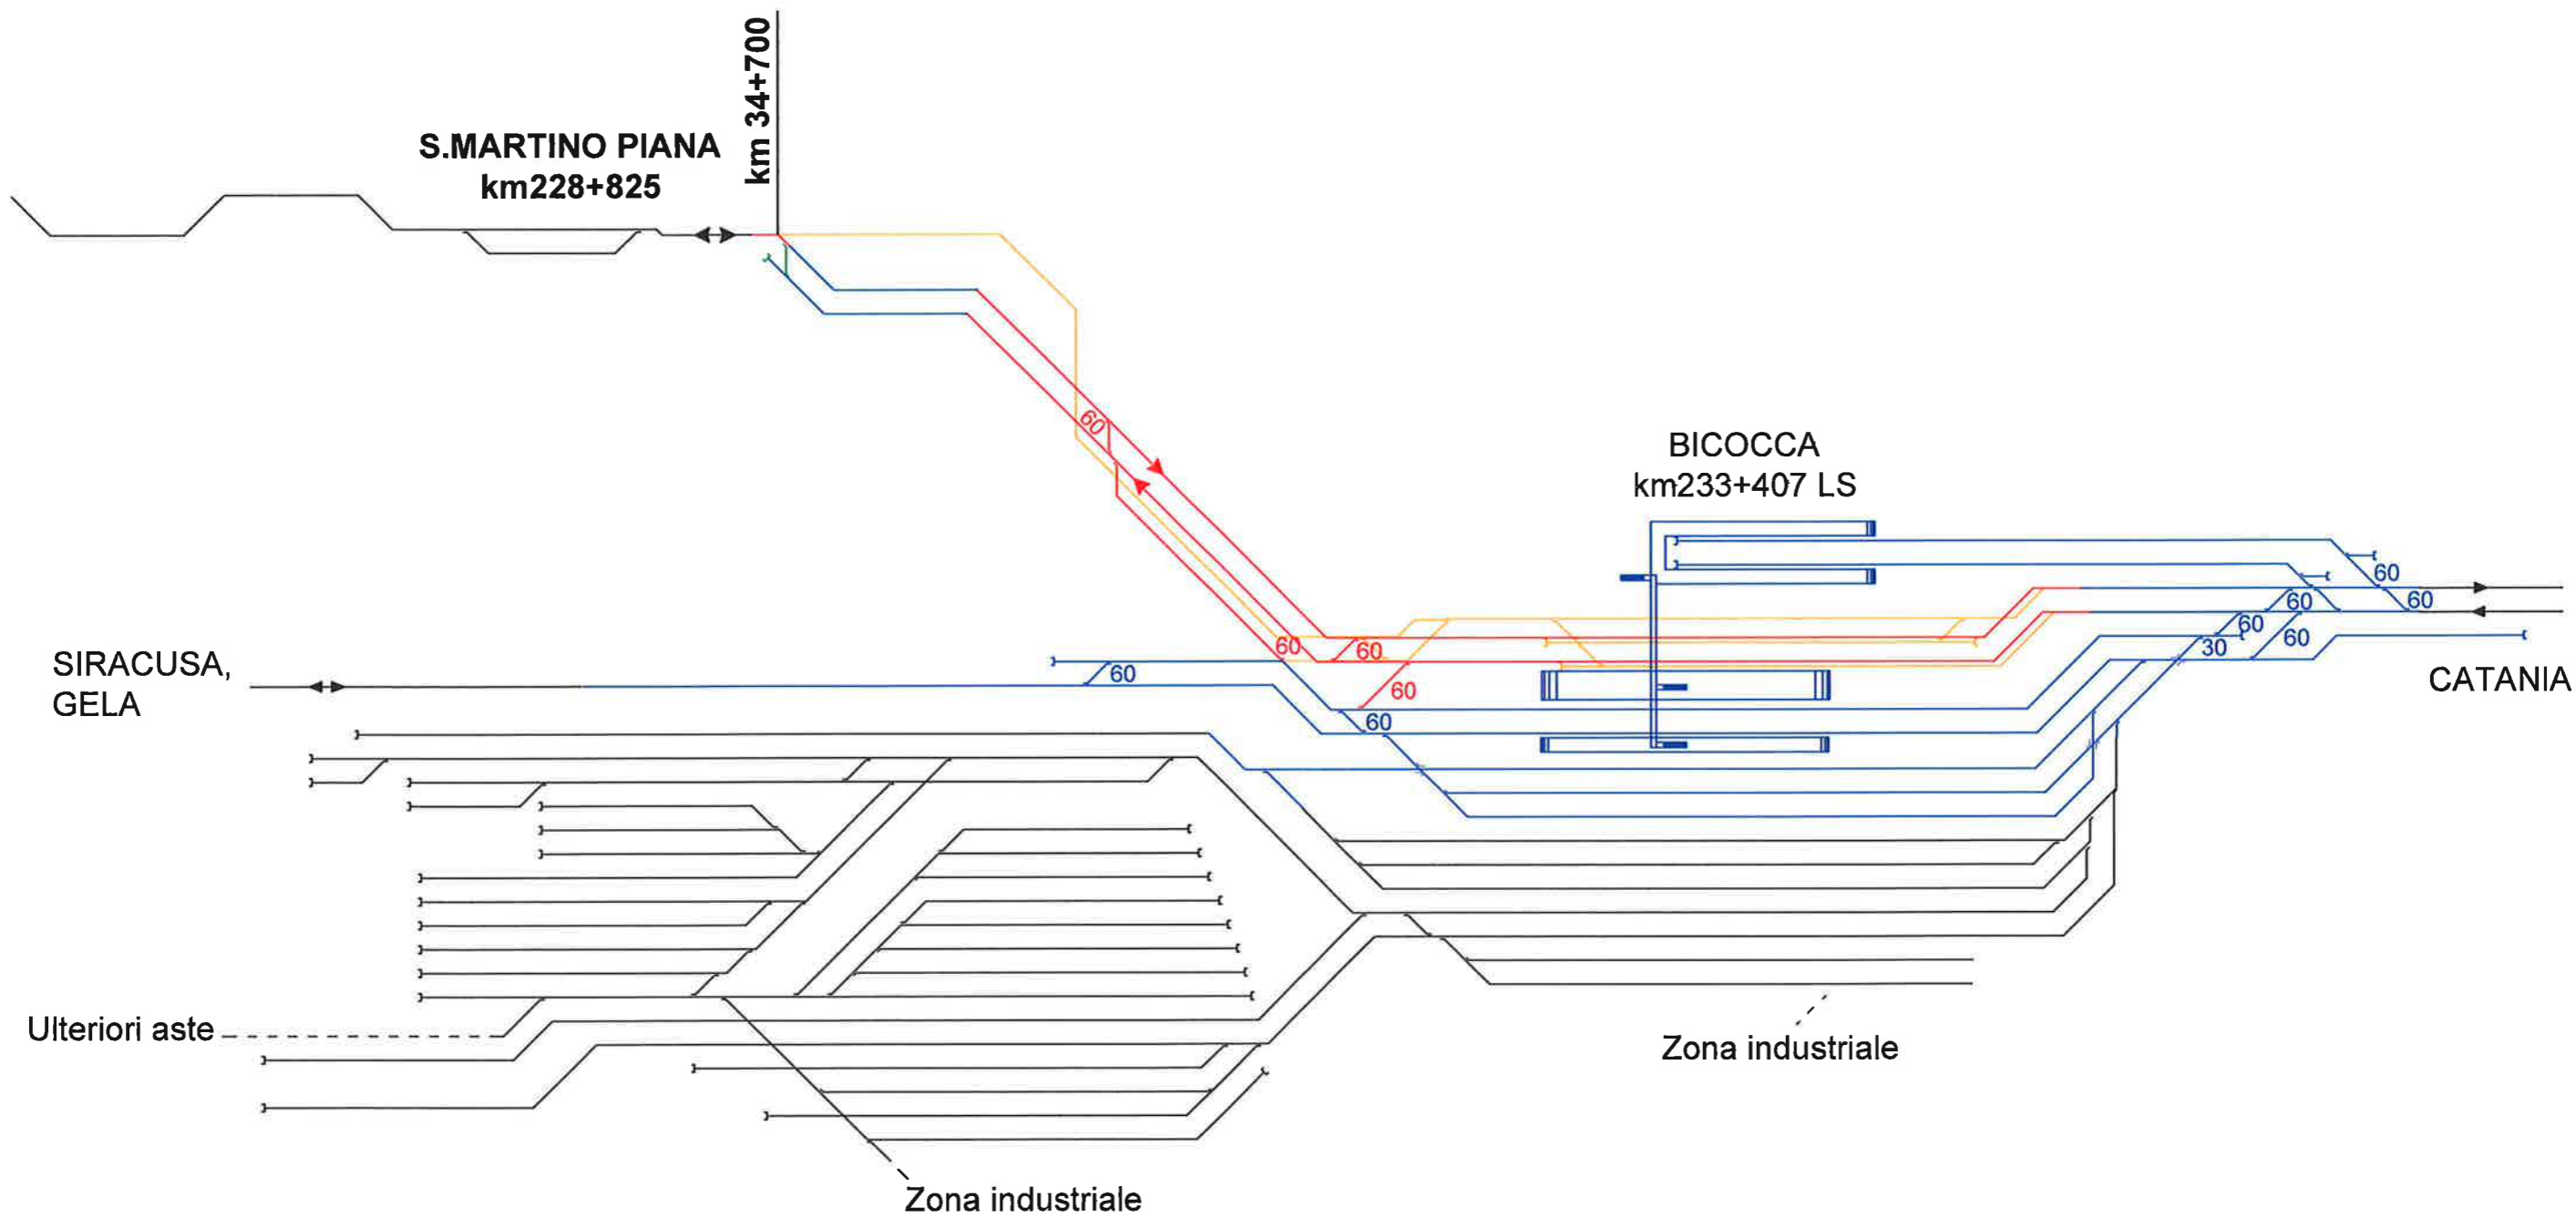 km 34+700
S.MARTINO PIANA
km228+825
60
BICOCCA
km233+407 LS
60
60
60
60
60
60
60
30
SIRACUSA,
GELA
60
60
60
CATANIA
Ulteriori aste
Zona industriale
Zona industriale